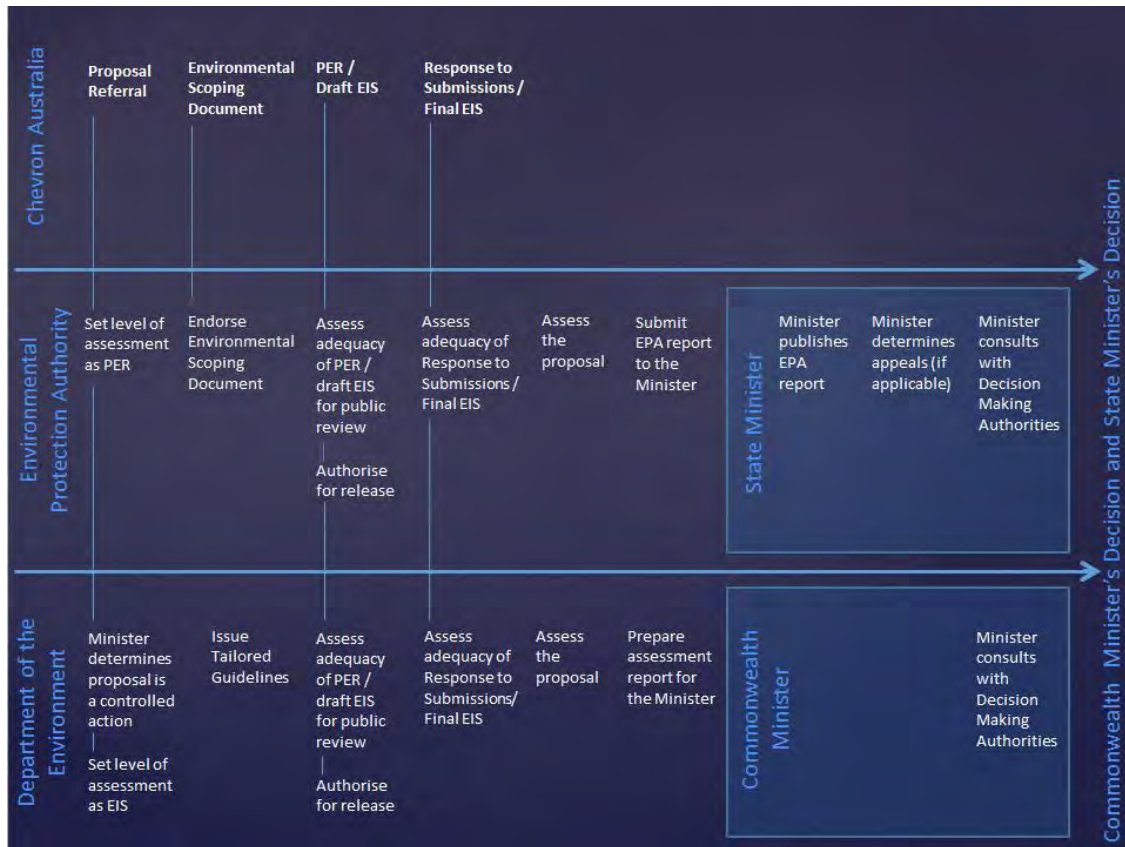 Chevron Australia
Proposal
Referral
Environmental
Scoping
Document
PER /
Draft EIS
Response to
Submissions /
Final EIS
Environmental
Protection Authority
Set level of
assessment
as PER
Endorse
Environmental
Scoping
Document
Assess
adequacy
of PER /
draft EIS
for public
review
Authorise
for release
Assess
adequacy of
Response to
Submissions /
Final EIS
Assess
the
proposal
Submit
EPA report
to the
Minister
State Minister
Minister
publishes
EPA
report
Minister
determines
appeals (if
applicable)
Minister
consults
with
Decision
Making
Authorities
Department of the
Environment
Minister
determines
proposal is
a controlled
action
Set level of
assessment
as EIS
Issue
Tailored
Guidelines
Assess
adequacy
of PER /
draft EIS
for public
review
Authorise
for release
Assess
adequacy of
Response to
Submissions/
Final EIS
Assess
the
proposal
Prepare
assessment
report for
the Minister
Commonwealth
Minister
Minister
consults
with
Decision
Making
Authorities
Commonwealth Minister's Decision and State Minister's Decision